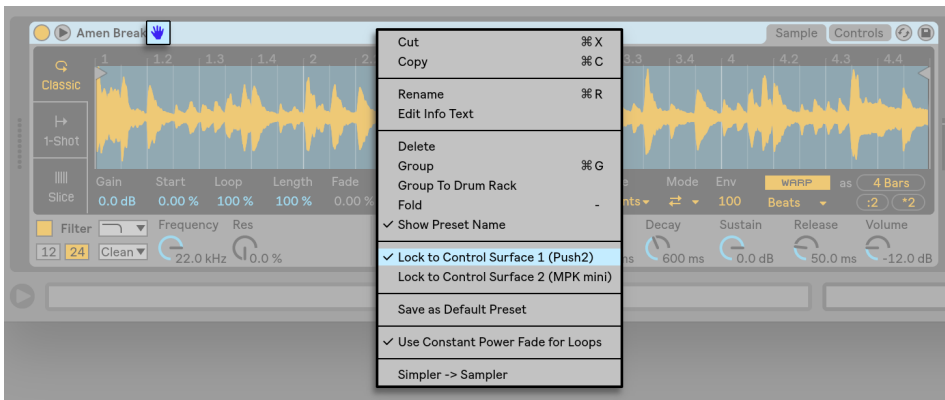 Amen Break
Sample
Controls
Classic
1-Shot
Slice
1
1.2
1.3
1.4
2
2.
3.3
3.4
4
4.2
4.3
4.4
Gain
Start
Loop
Length
Fade
Mode
Env
WARP
as
4 Bars
0.0 dB
0.00 %
100 %
100 %
0.00 %
100
Beats
:2
*2
Filter
Frequency
Res
Decay
Sustain
Release
Volume
12
24
Clean
22.0 kHz
0.0 %
600 ms
0.0 dB
50.0 ms
-12.0 dB
Cut ⌘ X
Copy ⌘ C
Rename ⌘ R
Edit Info Text
Delete
Group ⌘ G
Group To Drum Rack
Fold -
✓ Show Preset Name
✓ Lock to Control Surface 1 (Push2)
Lock to Control Surface 2 (MPK mini)
Save as Default Preset
✓ Use Constant Power Fade for Loops
Simpler -> Sampler